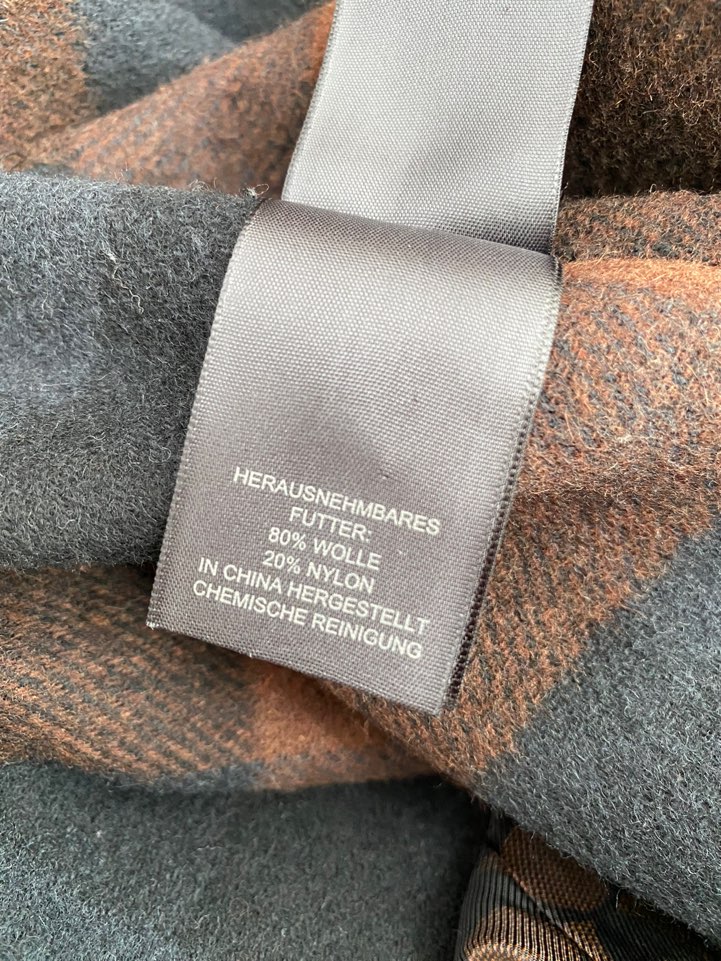 HERAUSNEHMBARES
FUTTER:
80% WOLLE
20% NYLON
IN CHINA HERGESTELLT
CHEMISCHE REINIGUNG